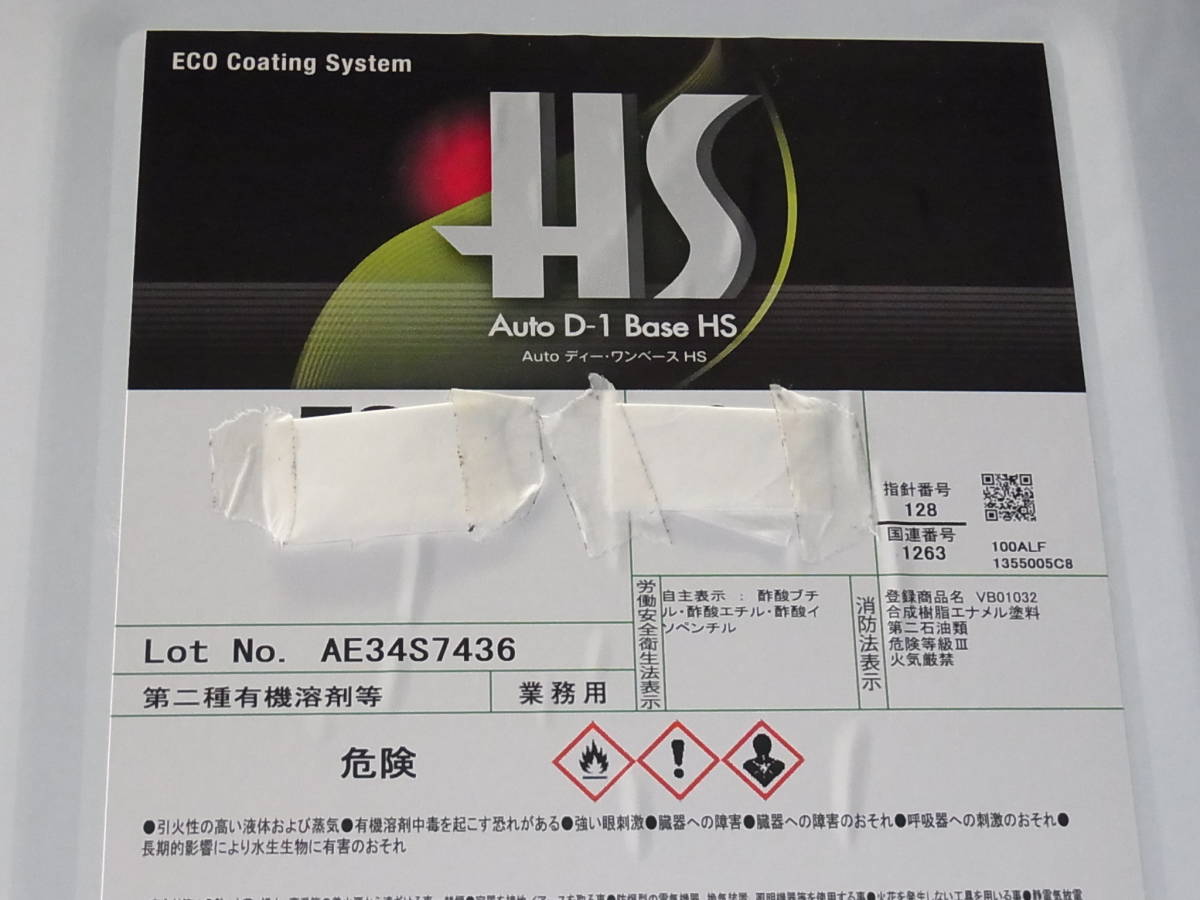 ECO Coating System
HS
Auto D-1 Base HS
Auto ディー・ワンベース HS
指針番号
128
国連番号
1263
100ALF
1355005C8
労働安全衛生法表示
自主表示 : 酢酸ブチ
ル・酢酸エチル・酢酸イ
ソペンチル
消防法表示
登録商品名 VB01032
合成樹脂エナメル塗料
第二石油類
危険等級Ⅲ
火気厳禁
Lot No. AE34S7436
第二種有機溶剤等
業務用
危険
●引火性の高い液体および蒸気●有機溶剤中毒を起こす恐れがある●強い眼刺激●臓器への障害●臓器への障害のおそれ●呼吸器への刺激のおそれ●
長期的影響により水生生物に有害のおそれ